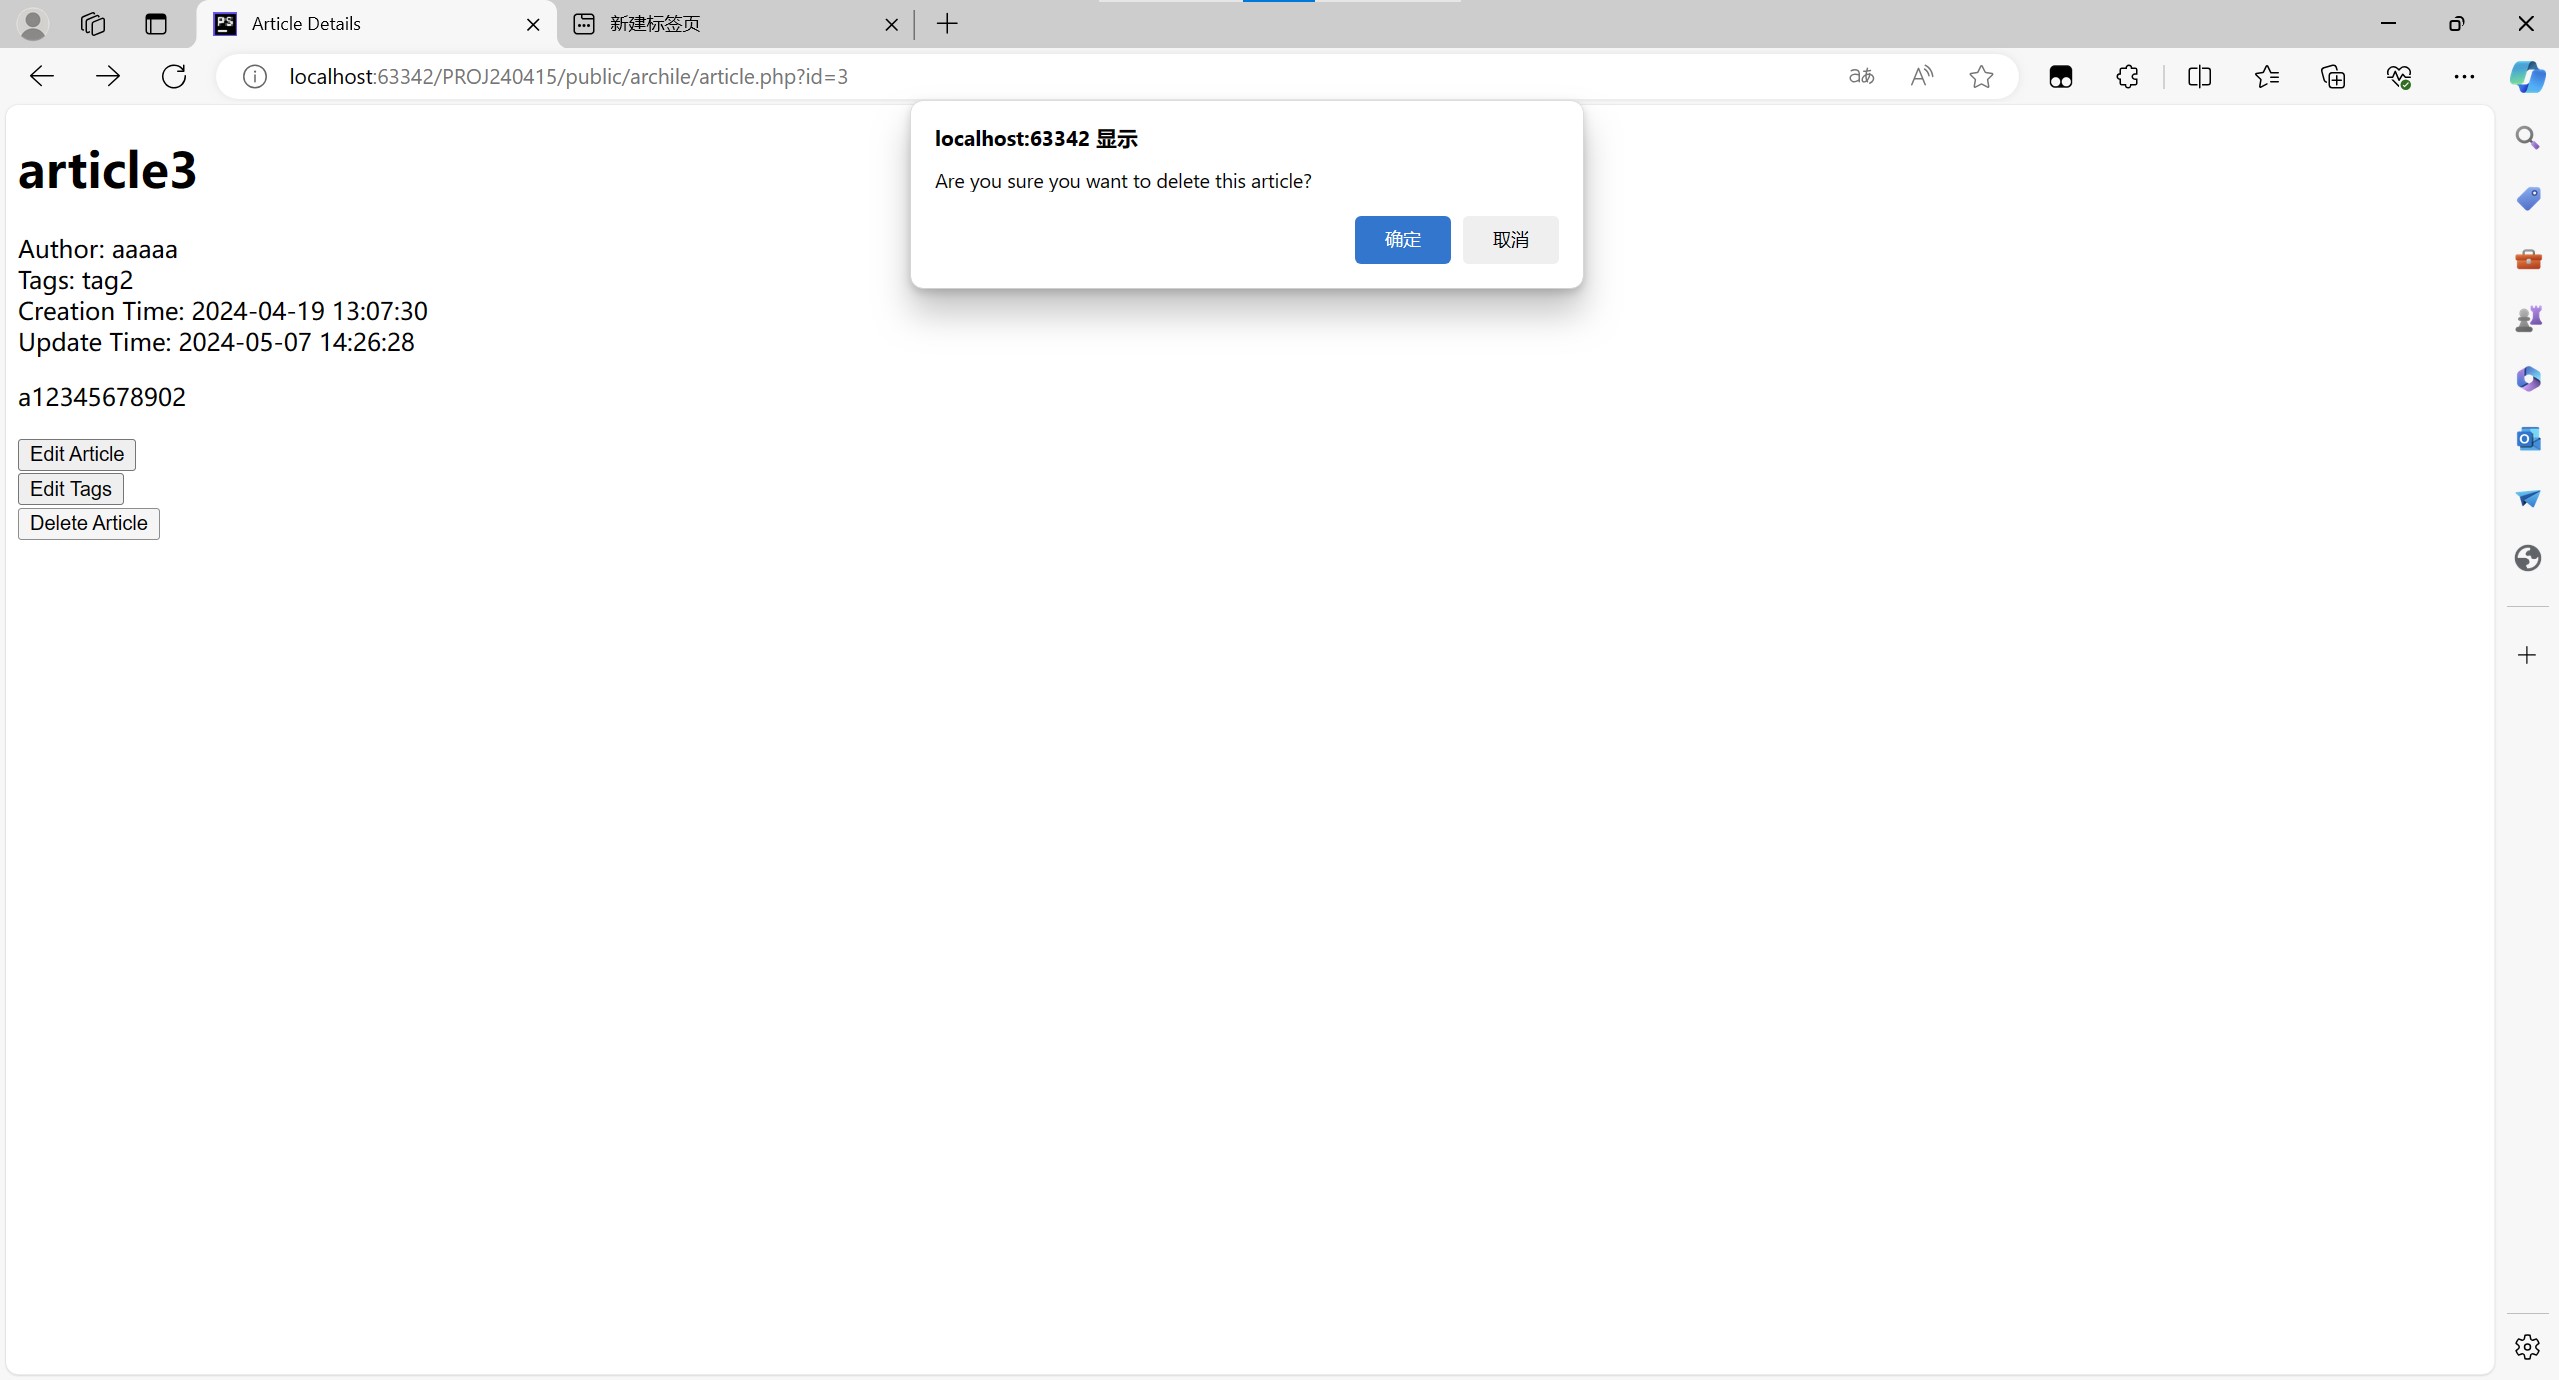 Article Details
新建标签页
localhost:63342/PROJ240415/public/archile/article.php?id=3
localhost:63342 显示
Are you sure you want to delete this article?
确定
取消
article3
Author: aaaaa
Tags: tag2
Creation Time: 2024-04-19 13:07:30
Update Time: 2024-05-07 14:26:28
a12345678902
Edit Article
Edit Tags
Delete Article